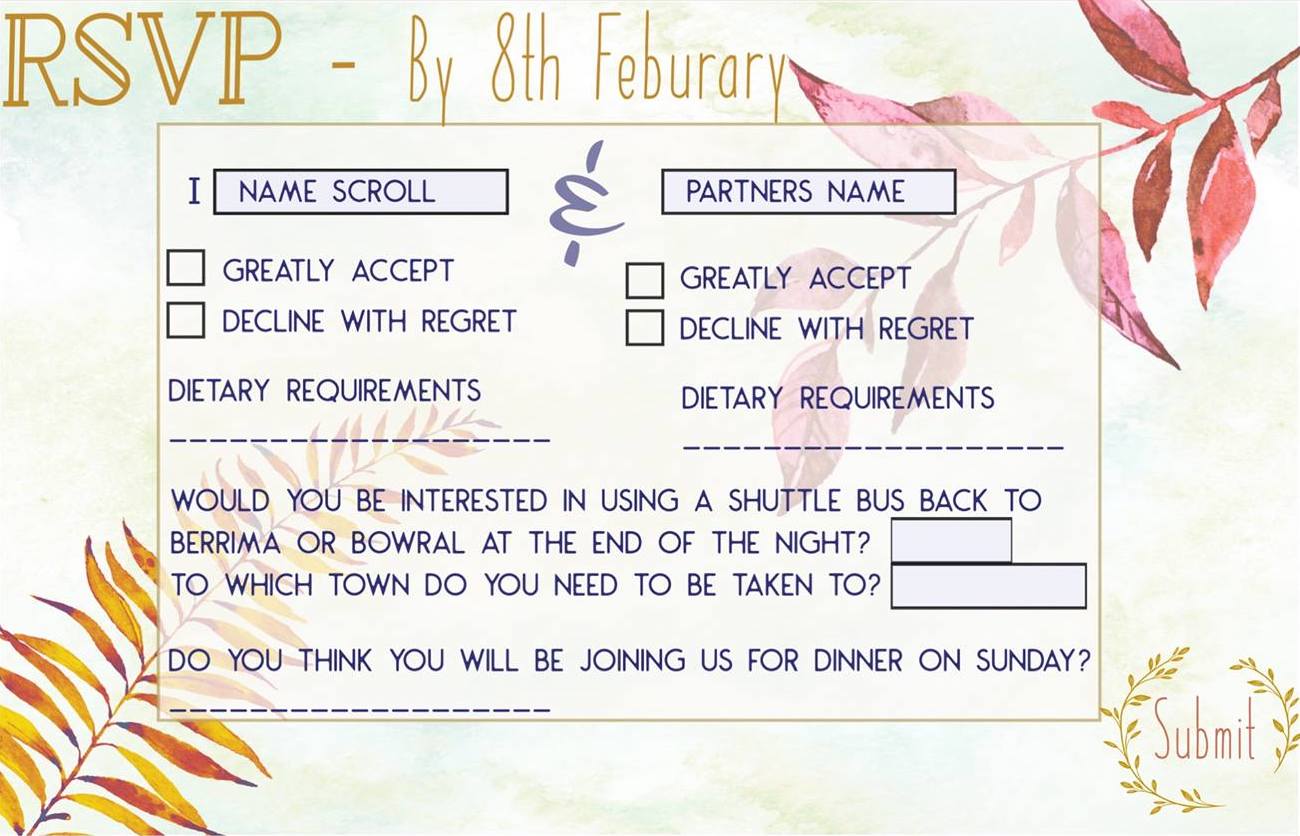 RSVP - By 8th Feburary
I NAME SCROLL & PARTNERS NAME
GREATLY ACCEPT
DECLINE WITH REGRET
GREATLY ACCEPT
DECLINE WITH REGRET
DIETARY REQUIREMENTS
DIETARY REQUIREMENTS
WOULD YOU BE INTERESTED IN USING A SHUTTLE BUS BACK TO
BERRIMA OR BOWRAL AT THE END OF THE NIGHT?
TO WHICH TOWN DO YOU NEED TO BE TAKEN TO?
DO YOU THINK YOU WILL BE JOINING US FOR DINNER ON SUNDAY?
Submit